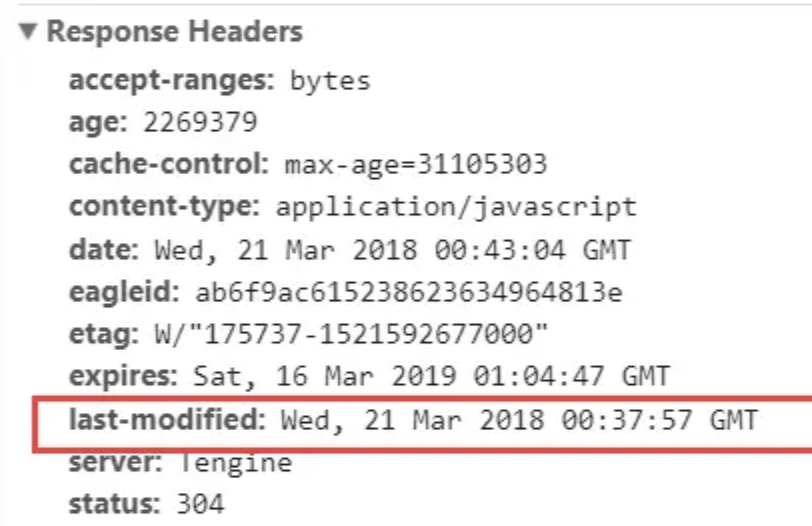 ▼ Response Headers
accept-ranges: bytes
age: 2269379
cache-control: max-age=31105303
content-type: application/javascript
date: Wed, 21 Mar 2018 00:43:04 GMT
eagleid: ab6f9ac615238623634964813e
etag: W/"175737-1521592677000"
expires: Sat, 16 Mar 2019 01:04:47 GMT
last-modified: Wed, 21 Mar 2018 00:37:57 GMT
server: Tengine
status: 304